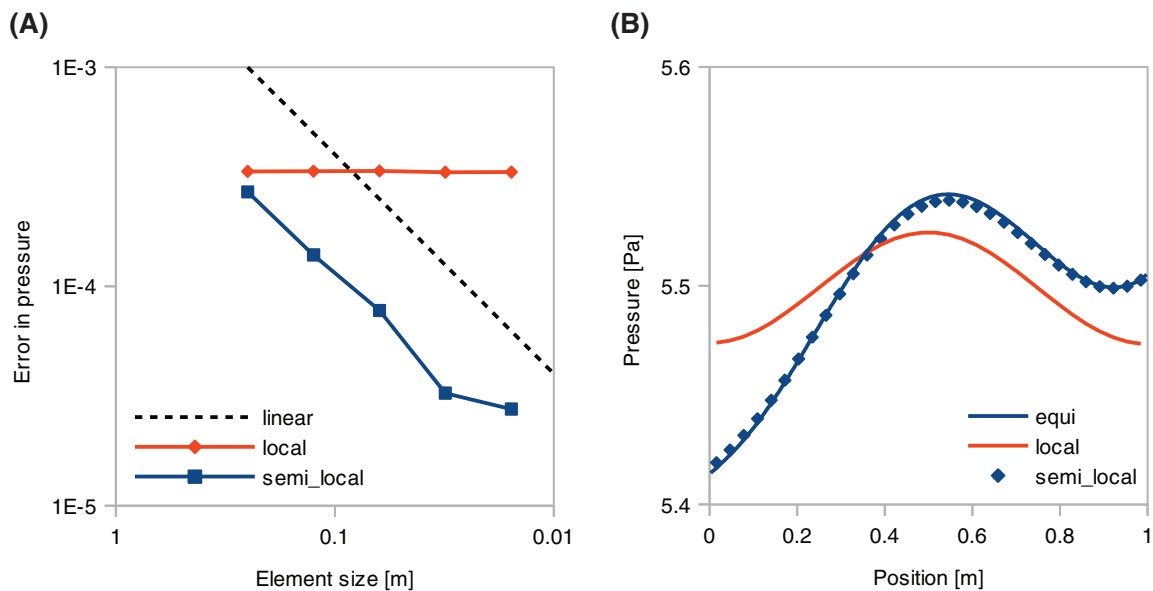 (A)
1E-3
1E-4
1E-5
Error in pressure
linear
local
semi_local
1
0.1
0.01
Element size [m]
(B)
5.6
5.5
5.4
Pressure [Pa]
equi
local
semi_local
0
0.2
0.4
0.6
0.8
1
Position [m]